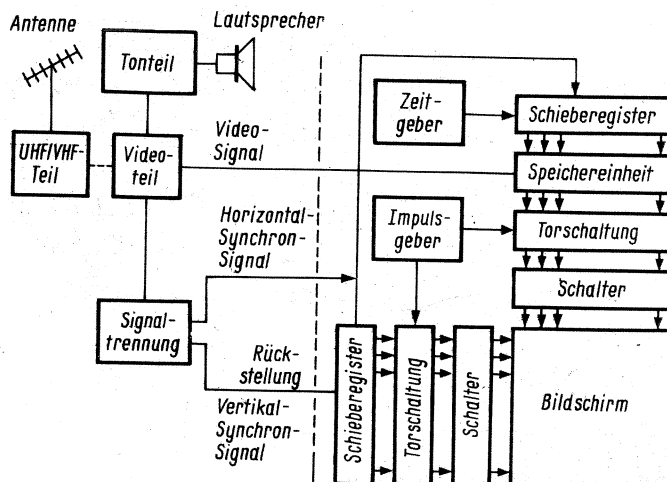 Antenne
Lautsprecher
Tonteil
Zeit-
geber
Schieberegister
UHF/VHF-
Teil
Video-
teil
Video-
Signal
Speichereinheit
Horizontal-
Synchron-
Signal
Impuls-
geber
Torschaltung
Schalter
Signal-
trennung
Rück-
stellung
Vertikal-
Synchron-
Signal
Schieberegister
Torschaltung
Schalter
Bildschirm